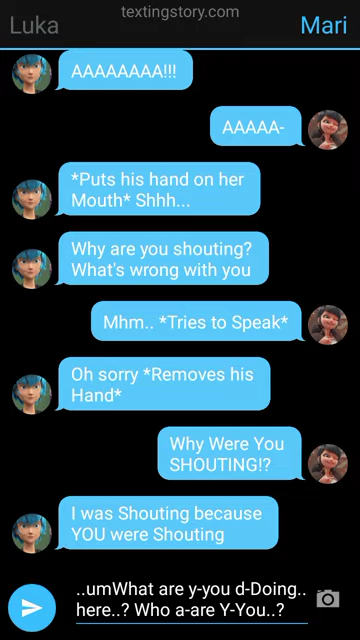 textingstory.com
Luka
Mari
AAAAAAAA!!!
AAAAA-
*Puts his hand on her
Mouth* Shhh...
Why are you shouting?
What's wrong with you
Mhm.. *Tries to Speak*
Oh sorry *Removes his
Hand*
Why Were You
SHOUTING!?
I was Shouting because
YOU were Shouting
..umWhat are y-you d-Doing..
here..? Who a-are Y-You..?